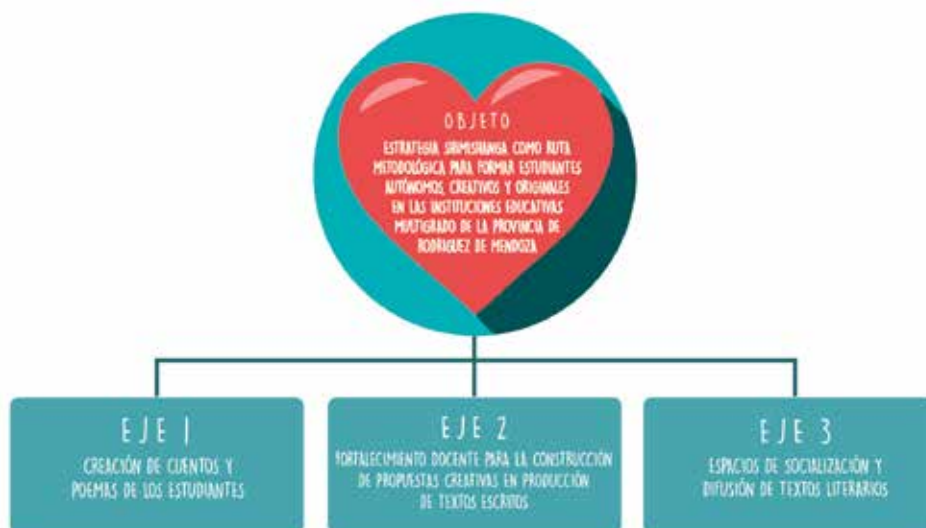 OBJETO
ESTRATEGIA SHIMISHANGA COMO RUTA
METODOLÓGICA PARA FORMAR ESTUDIANTES
AUTÓNOMOS, CREATIVOS Y ORIGINALES
EN LAS INSTITUCIONES EDUCATIVAS
MULTIGRADO DE LA PROVINCIA DE
RODRIGUEZ DE MENDOZA
EJE 1
CREACIÓN DE CUENTOS Y
POEMAS DE LOS ESTUDIANTES
EJE 2
FORTALECIMIENTO DOCENTE PARA LA CONSTRUCCIÓN
DE PROPUESTAS CREATIVAS EN PRODUCCIÓN
DE TEXTOS ESCRITOS
EJE 3
ESPACIOS DE SOCIALIZACIÓN Y
DIFUSIÓN DE TEXTOS LITERARIOS